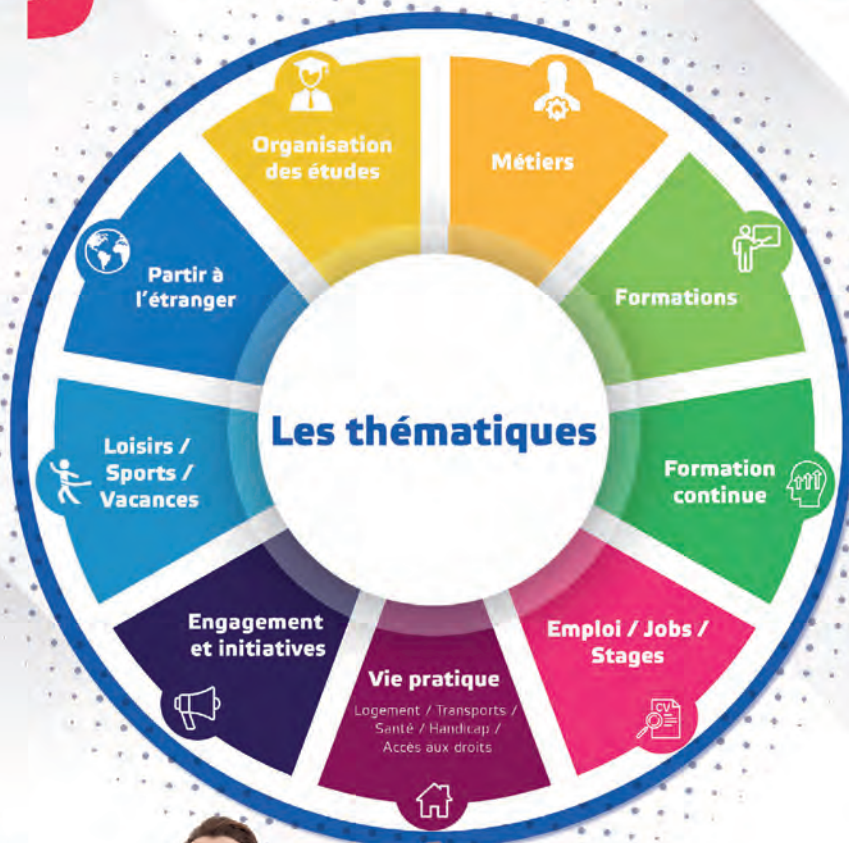 Organisation
des études
Métiers
Formations
Formation
continue
Emploi / Jobs /
Stages
CV
Vie pratique
Logement / Transports /
Santé / Handicap /
Accès aux droits
Engagement
et initiatives
Loisirs /
Sports /
Vacances
Partir à
l'étranger
Les thématiques